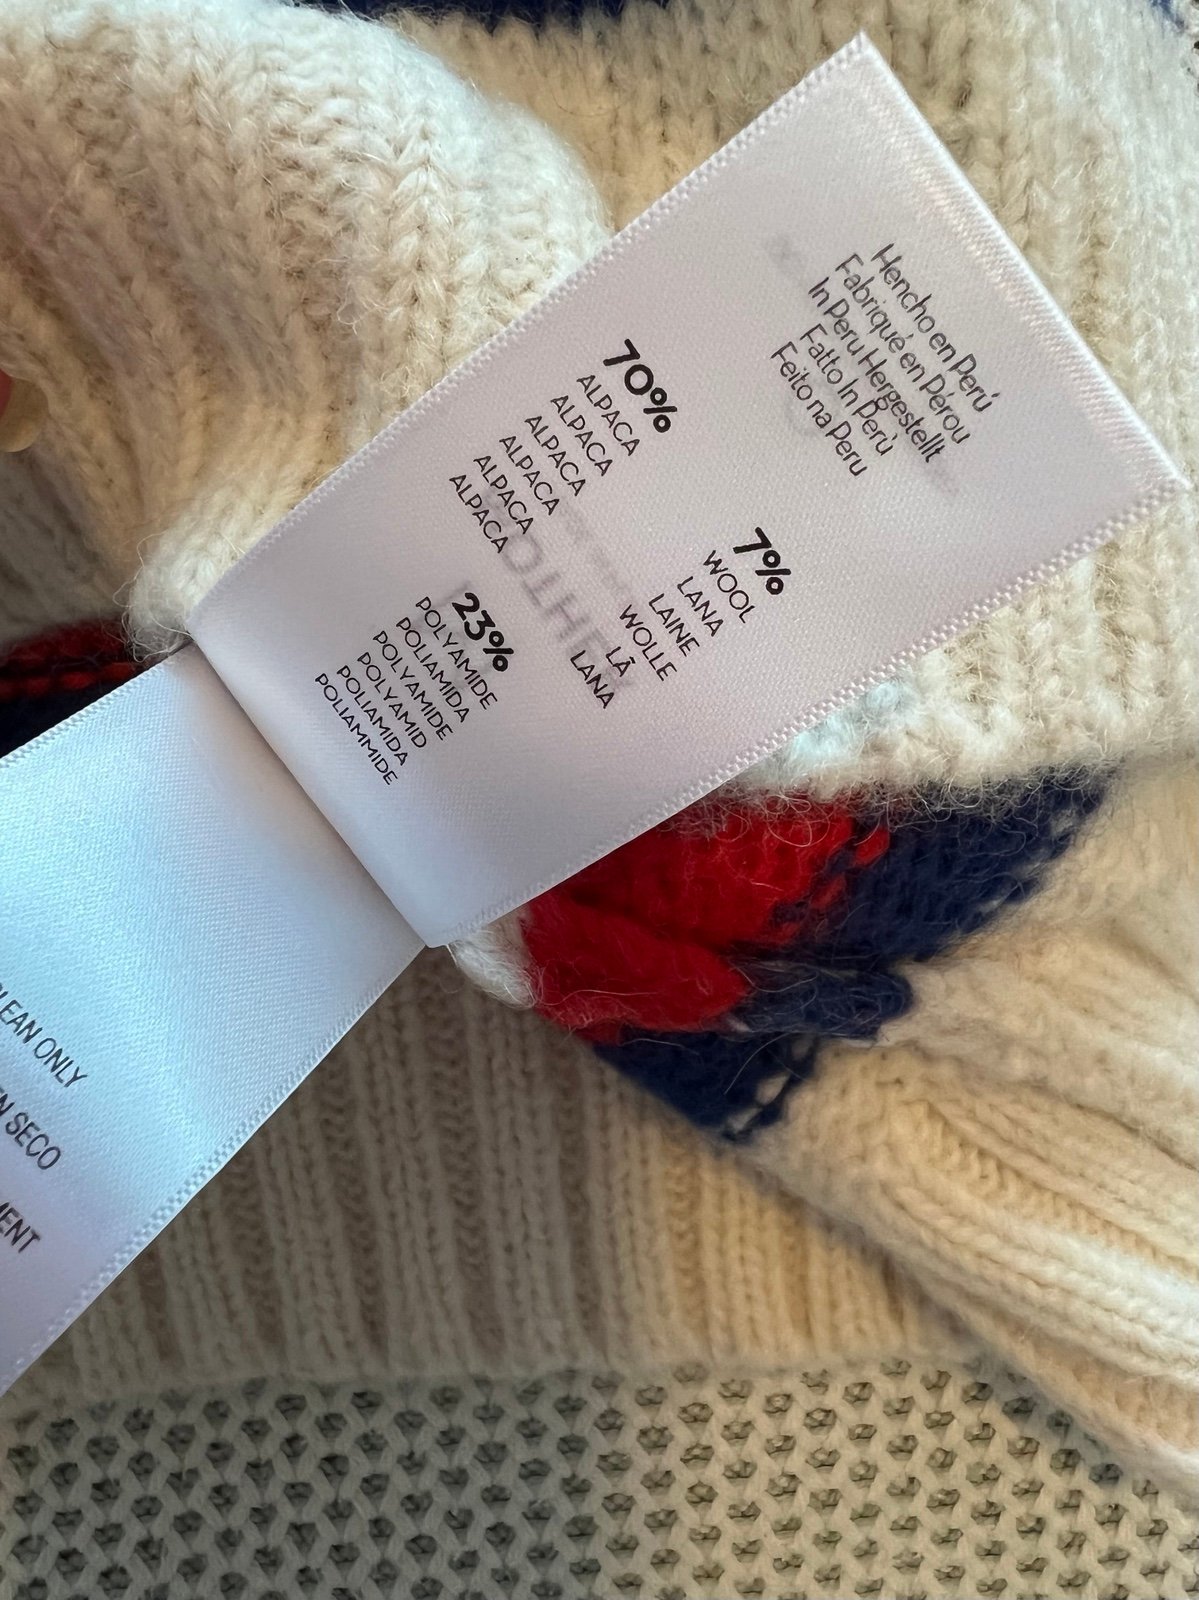 Hencho en Perú
Fabriqué en Pérou
In Peru Hergestellt
Fatto In Perù
Feito na Peru
70%
ALPACA
ALPACA
ALPACA
ALPACA
ALPACA
ALPACA
7%
WOOL
LANA
LAINE
WOLLE
LÃ
LANA
23%
POLYAMIDE
POLIAMIDA
POLYAMIDE
POLYAMID
POLIAMIDA
POLIAMMIDE
ONLY
SECO